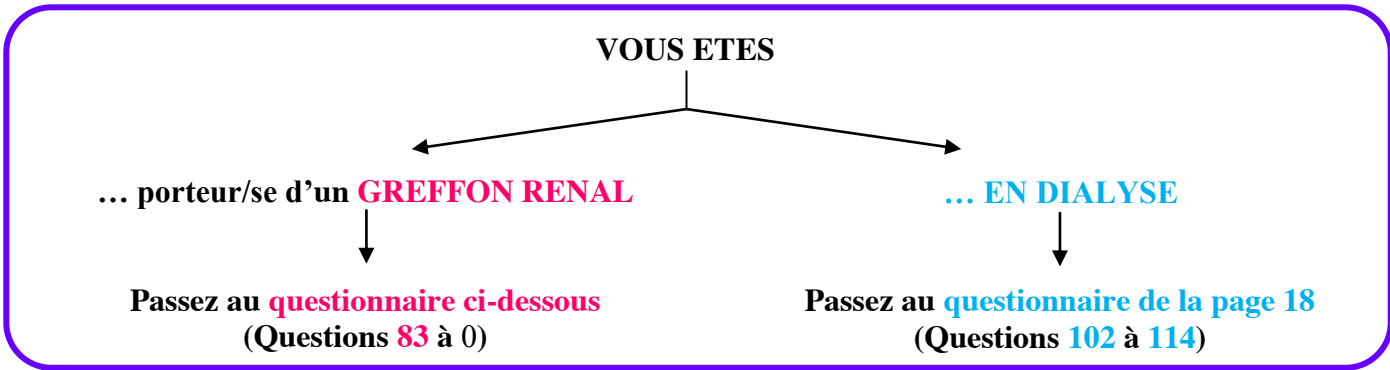 VOUS ETES
… porteur/se d’un GREFFON RENAL
… EN DIALYSE
Passez au questionnaire ci-dessous
(Questions 83 à 0)
Passez au questionnaire de la page 18
(Questions 102 à 114)